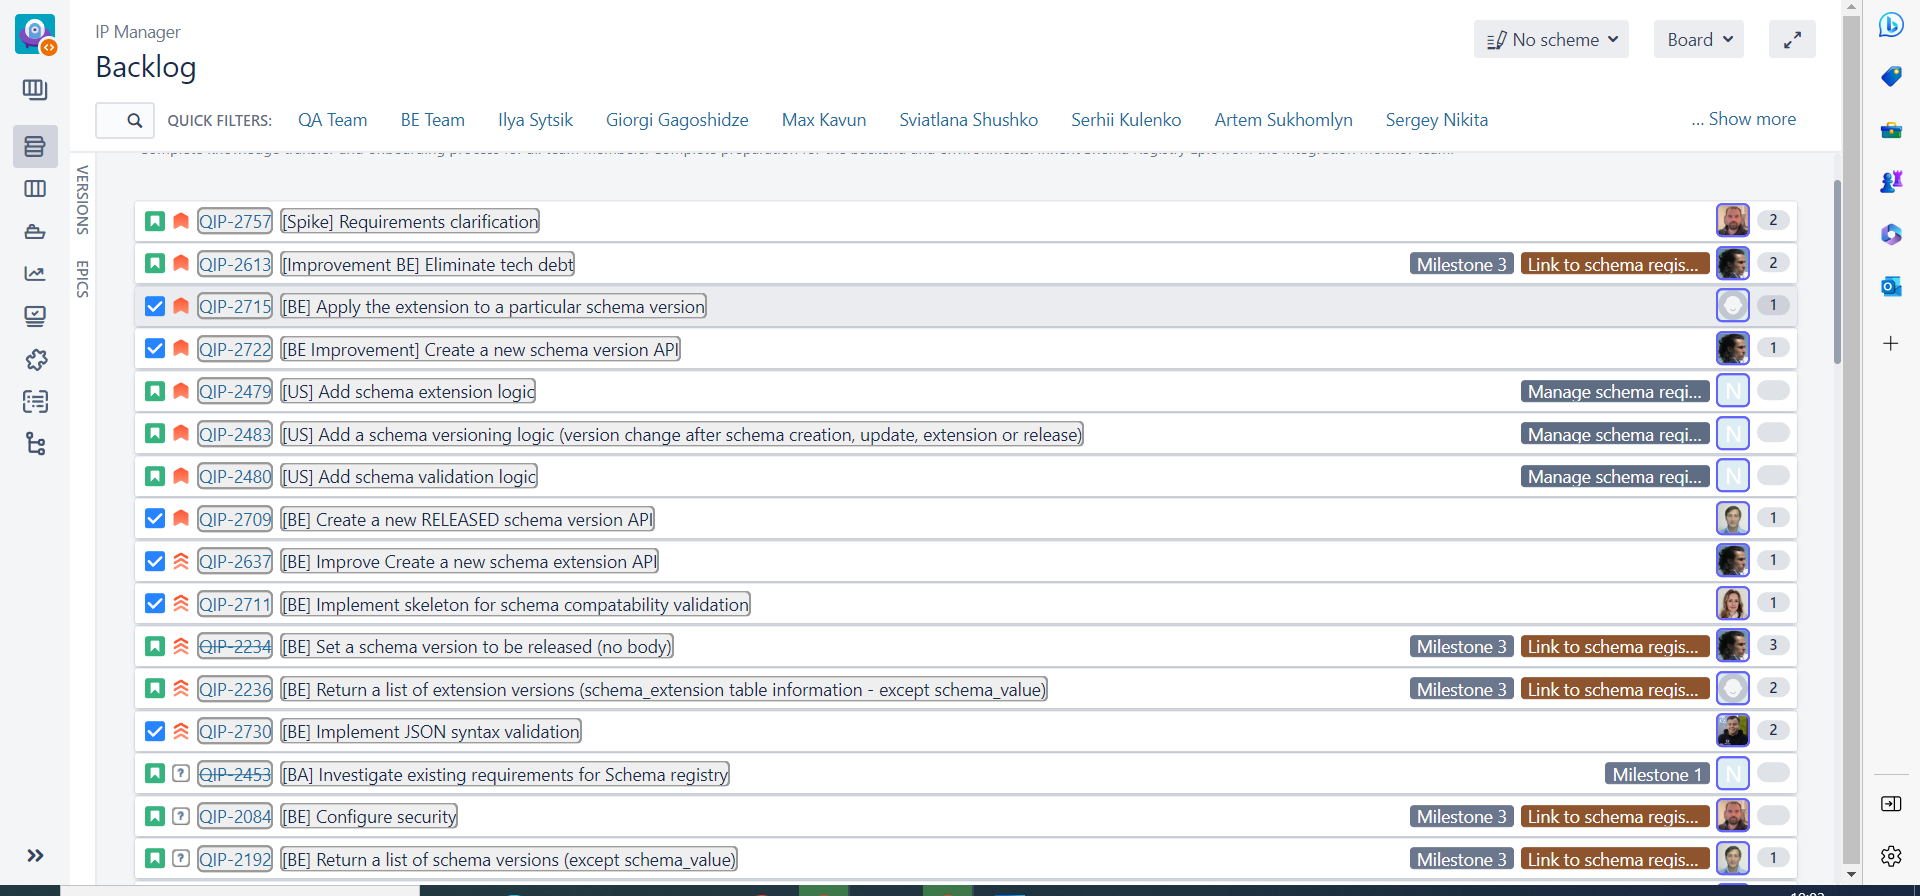 IP Manager
Backlog
No scheme
Board
QUICK FILTERS: QA Team BE Team Ilya Sytsik Giorgi Gagoshidze Max Kavun Sviatlana Shushko Serhii Kulenko Artem Sukhomlyn Sergey Nikita ... Show more
VERSIONS
EPICS
QIP-2757 [Spike] Requirements clarification 2
QIP-2613 [Improvement BE] Eliminate tech debt Milestone 3 Link to schema regis... 2
QIP-2715 [BE] Apply the extension to a particular schema version 1
QIP-2722 [BE Improvement] Create a new schema version API 1
QIP-2479 [US] Add schema extension logic Manage schema regi... N
QIP-2483 [US] Add a schema versioning logic (version change after schema creation, update, extension or release) Manage schema regi... N
QIP-2480 [US] Add schema validation logic Manage schema regi... N
QIP-2709 [BE] Create a new RELEASED schema version API 1
QIP-2637 [BE] Improve Create a new schema extension API 1
QIP-2711 [BE] Implement skeleton for schema compatability validation 1
QIP-2234 [BE] Set a schema version to be released (no body) Milestone 3 Link to schema regis... 3
QIP-2236 [BE] Return a list of extension versions (schema_extension table information - except schema_value) Milestone 3 Link to schema regis... 2
QIP-2730 [BE] Implement JSON syntax validation 2
QIP-2453 [BA] Investigate existing requirements for Schema registry Milestone 1 N
QIP-2084 [BE] Configure security Milestone 3 Link to schema regis...
QIP-2192 [BE] Return a list of schema versions (except schema_value) Milestone 3 Link to schema regis... 1